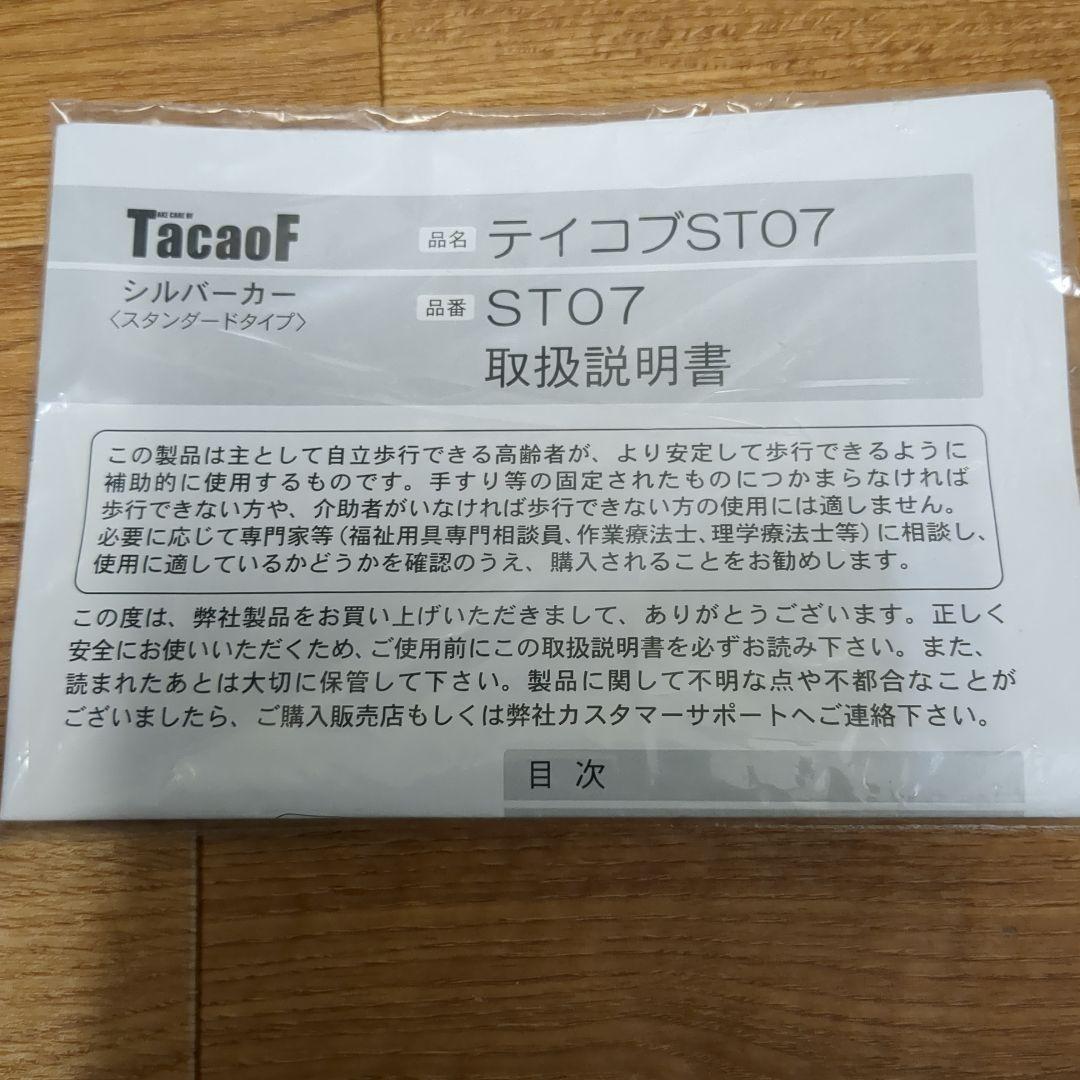 TAKE CARE OF
TacaoF
品名 テイコブST07
シルバーカー
〈スタンダードタイプ〉
品番 ST07
取扱説明書
この製品は主として自立歩行できる高齢者が、より安定して歩行できるように
補助的に使用するものです。手すり等の固定されたものにつかまらなければ
歩行できない方や、介助者がいなければ歩行できない方の使用には適しません。
必要に応じて専門家等(福祉用具専門相談員、作業療法士、理学療法士等)に相談し、
使用に適しているかどうかを確認のうえ、購入されることをお勧めします。
この度は、弊社製品をお買い上げいただきまして、ありがとうございます。正しく
安全にお使いいただくため、ご使用前にこの取扱説明書を必ずお読み下さい。また、
読まれたあとは大切に保管して下さい。製品に関して不明な点や不都合なことが
ございましたら、ご購入販売店もしくは弊社カスタマーサポートへご連絡下さい。
目次